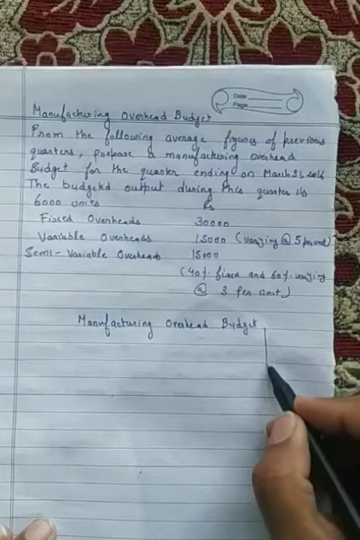 Date
Page
Manufacturing Overhead Budget
From the following average figures of previous
quarters, prepare a manufacturing overhead
Budget for the quarter ending on March 31, 2016
The budgetd output during this quarter is
6000 units Rs
Fixed Overheads 30000
Variable Overheads 15000 (varying @ 5 per unit)
Semi-Variable Overheads 15000
(40% fixed and 60% varying
@ 3 per unit)
Manufacturing Overhead Budget